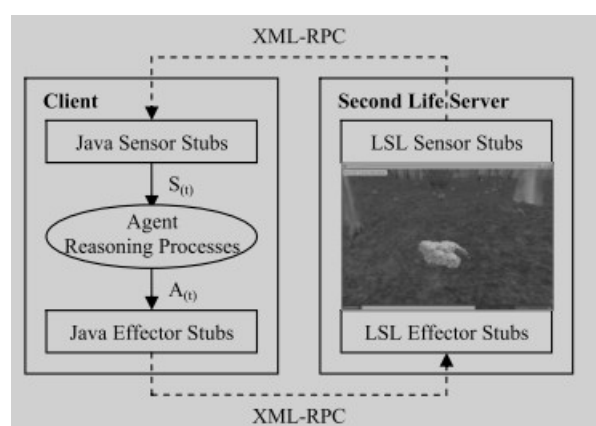 XML-RPC
Client
Java Sensor Stubs
S(t)
Agent
Reasoning Processes
A(t)
Java Effector Stubs
Second Life Server
LSL Sensor Stubs
LSL Effector Stubs
XML-RPC